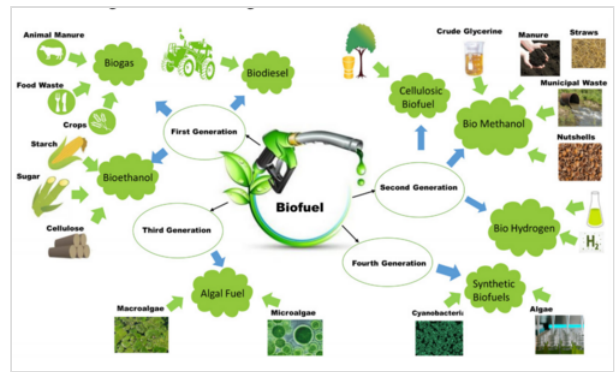 Animal Manure
Biogas
Food Waste
Crops
Starch
Sugar
Bioethanol
Cellulose
Biodiesel
First Generation
Biofuel
Third Generation
Algal Fuel
Macroalgae
Microalgae
Cellulosic
Biofuel
Crude Glycerine
Manure
Straws
Municipal Waste
Bio Methanol
Nutshells
Second Generation
Bio Hydrogen
H₂
Fourth Generation
Synthetic
Biofuels
Cyanobacteria
Algae